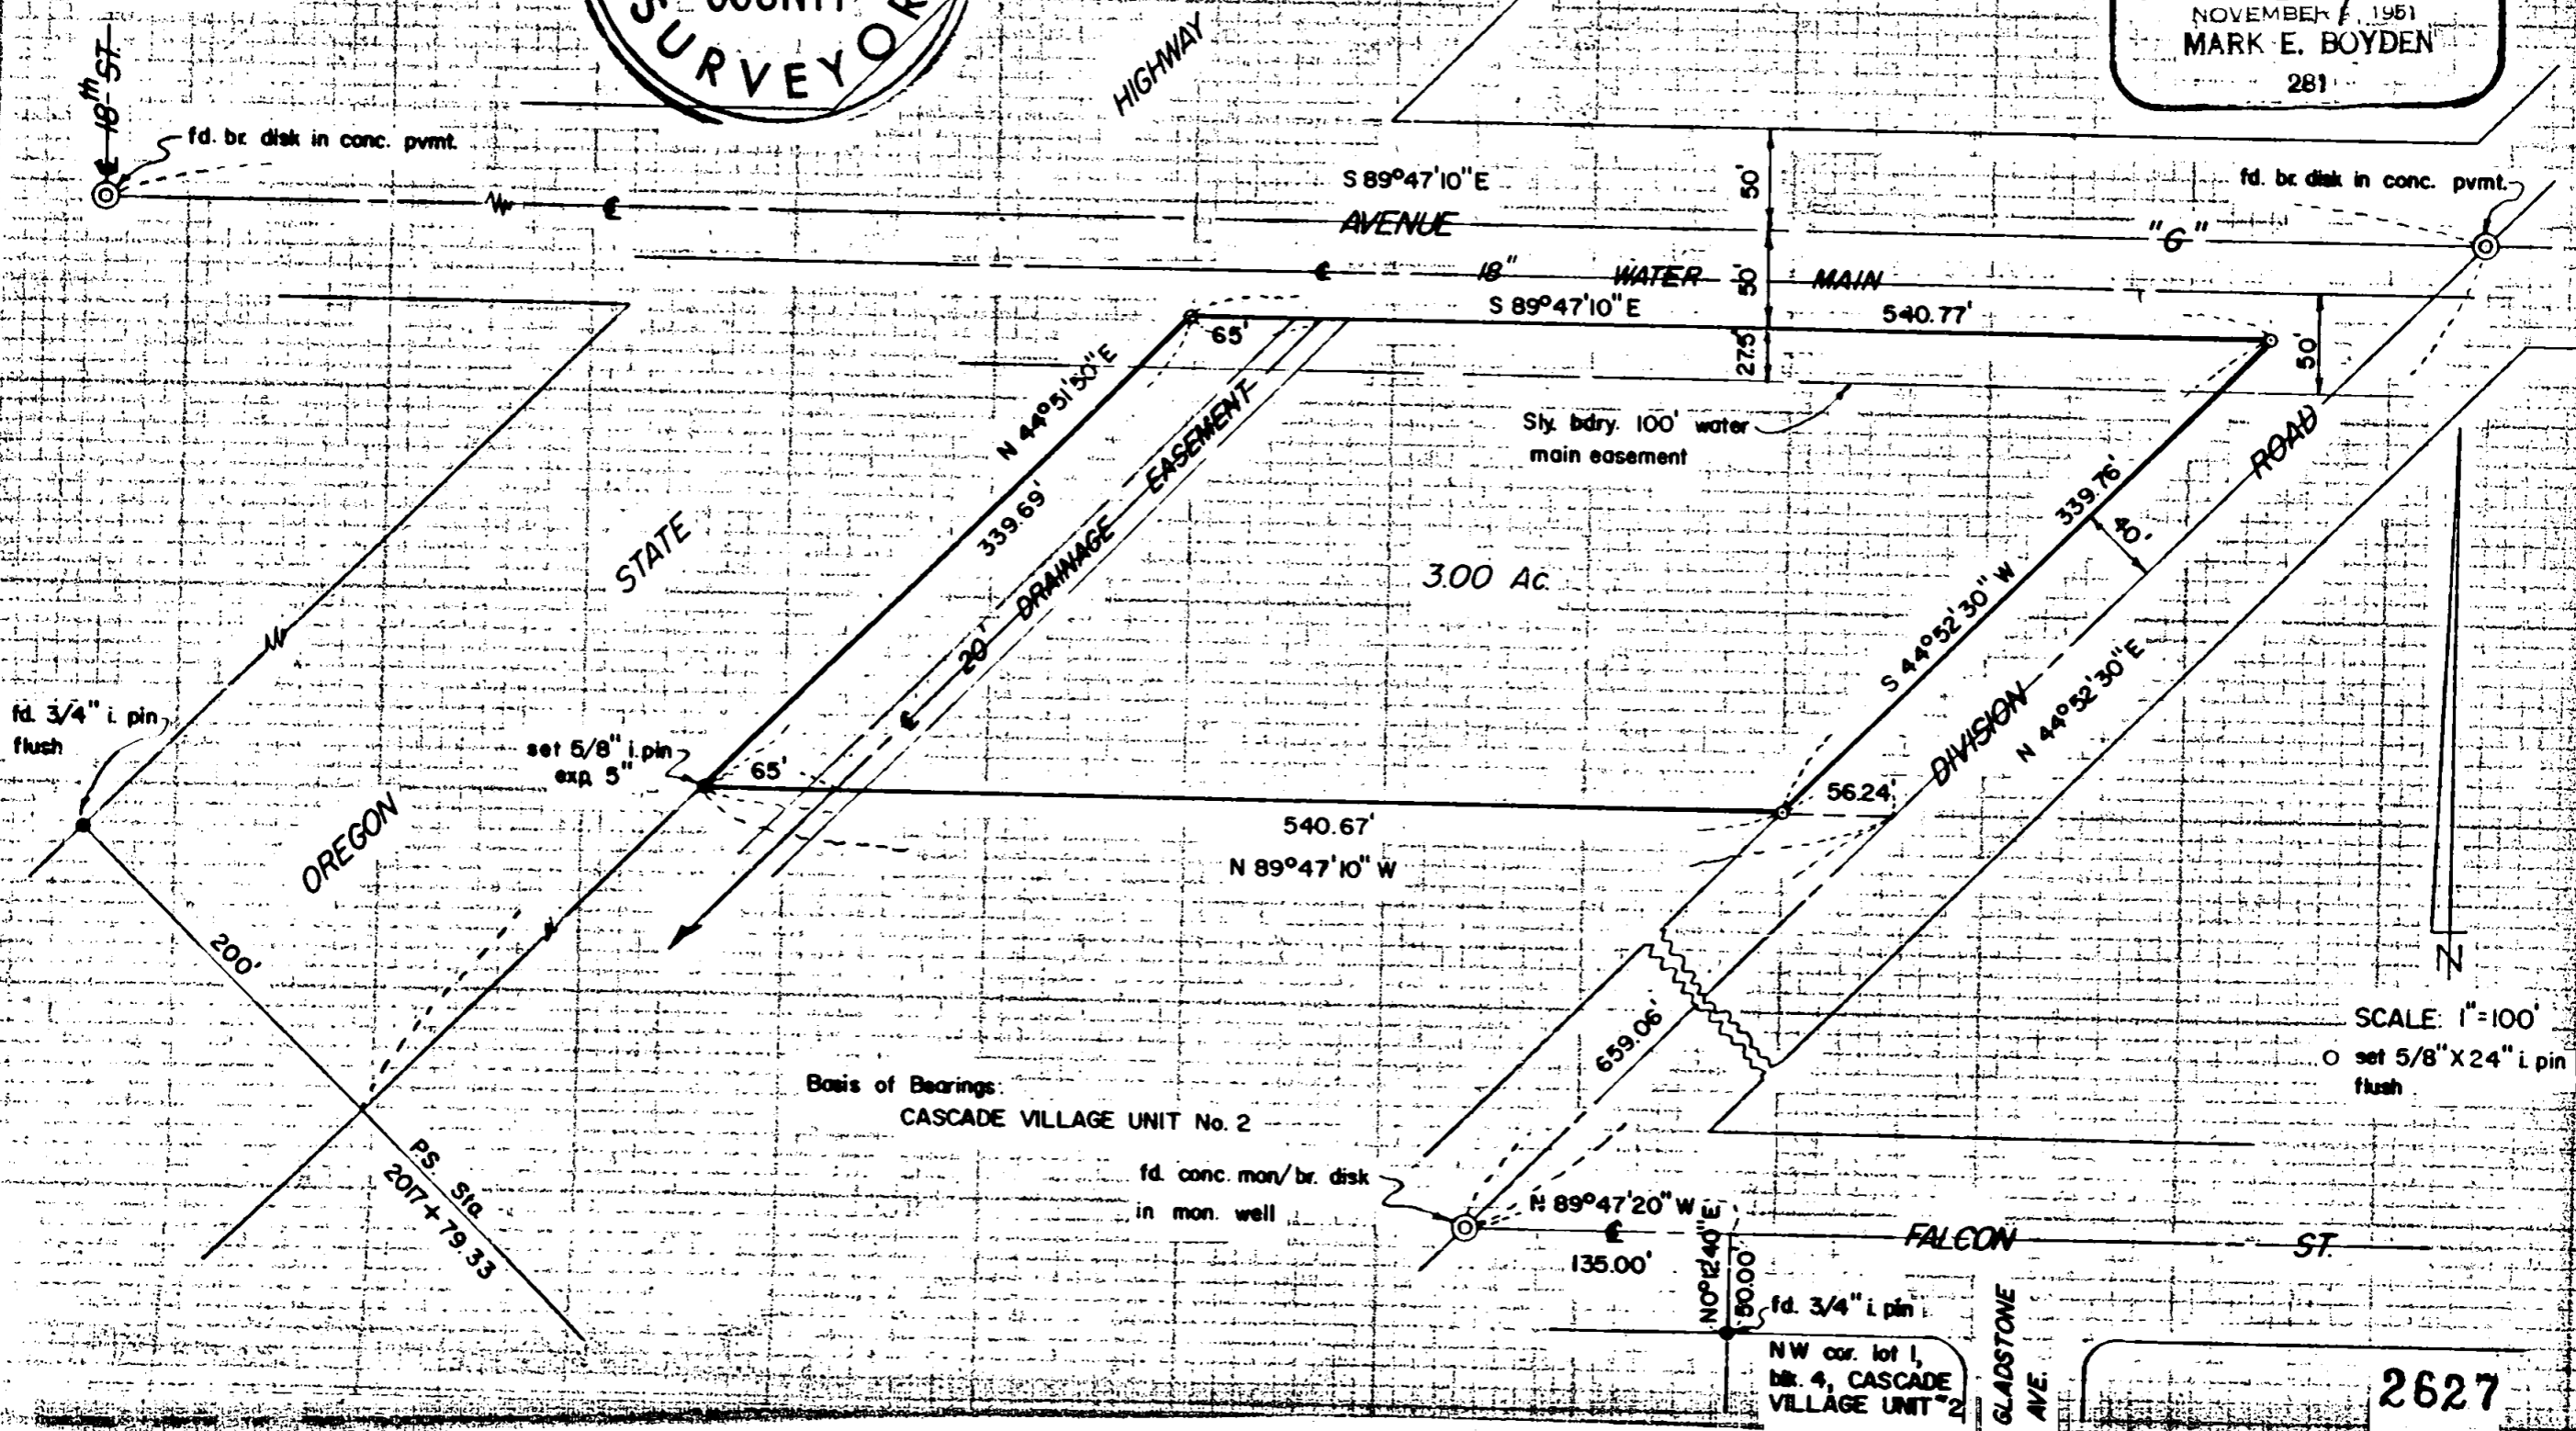 COUNTY
SURVEYOR
NOVEMBER 1951
MARK E. BOYDEN
281
HIGHWAY
℄ 18th ST.
fd. br. disk in conc. pvmt.
S 89°47'10" E
50'
fd. br. disk in conc. pvmt.
℄
AVENUE
"G"
℄
18" WATER MAIN
50'
S 89°47'10" E
540.77'
65'
27.5'
50'
N 44°51'50" E
339.69'
Sly. bdry. 100' water
main easement
STATE
20' DRAINAGE EASEMENT
℄
3.00 Ac.
339.76'
40'
ROAD
S 44°52'30" W
DIVISION
N 44°52'30" E
fd. 3/4" i. pin
flush
set 5/8" i. pin
exp. 5"
65'
56.24'
540.67'
N 89°47'10" W
OREGON
200'
N
659.06'
SCALE: 1"=100'
O set 5/8" X 24" i. pin
flush
Basis of Bearings:
CASCADE VILLAGE UNIT No. 2
P.S. Sta.
2017+79.33
fd. conc. mon/ br. disk
in mon. well
N 89°47'20" W
℄
FALCON ST.
135.00'
N 0°12'40" E
50.00'
fd. 3/4" i. pin
NW cor. lot 1,
blk. 4, CASCADE
VILLAGE UNIT #2
GLADSTONE
AVE.
2627